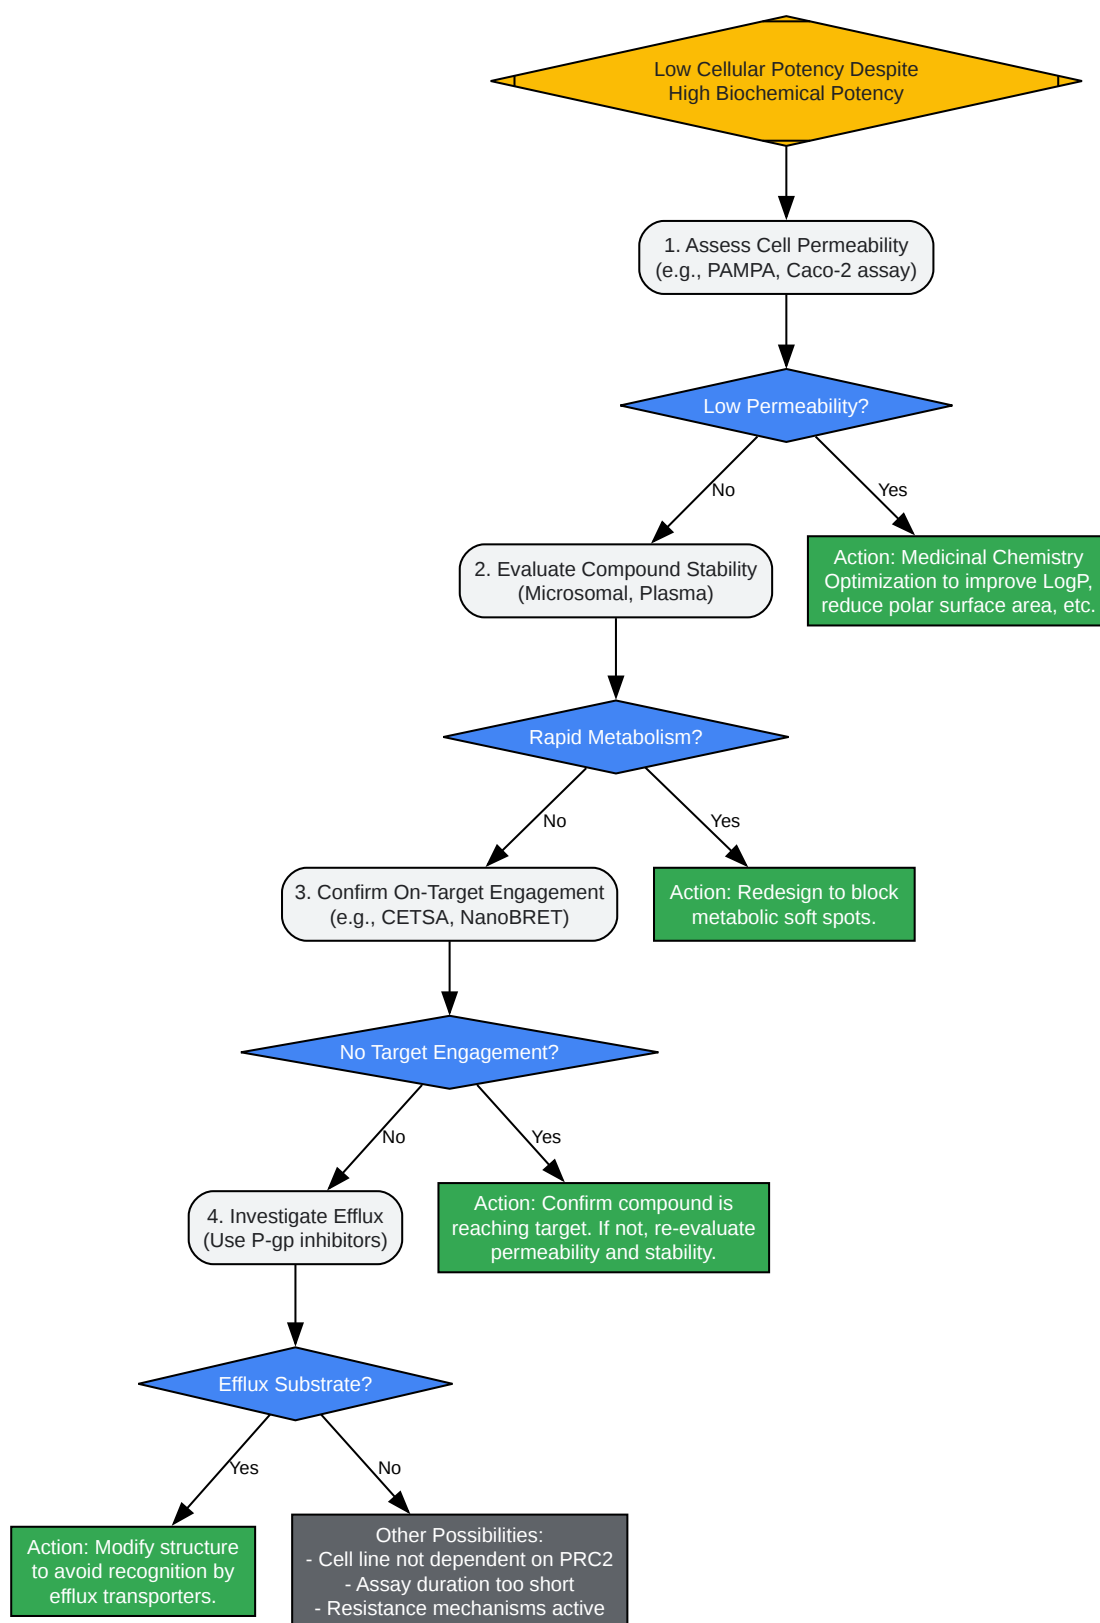 Low Cellular Potency Despite
High Biochemical Potency
1. Assess Cell Permeability
(e.g., PAMPA, Caco-2 assay)
Low Permeability?
No
Yes
2. Evaluate Compound Stability
(Microsomal, Plasma)
Action: Medicinal Chemistry
Optimization to improve LogP,
reduce polar surface area, etc.
Rapid Metabolism?
No
Yes
3. Confirm On-Target Engagement
(e.g., CETSA, NanoBRET)
Action: Redesign to block
metabolic soft spots.
No Target Engagement?
No
Yes
4. Investigate Efflux
(Use P-gp inhibitors)
Action: Confirm compound is
reaching target. If not, re-evaluate
permeability and stability.
Efflux Substrate?
Yes
No
Action: Modify structure
to avoid recognition by
efflux transporters.
Other Possibilities:
- Cell line not dependent on PRC2
- Assay duration too short
- Resistance mechanisms active